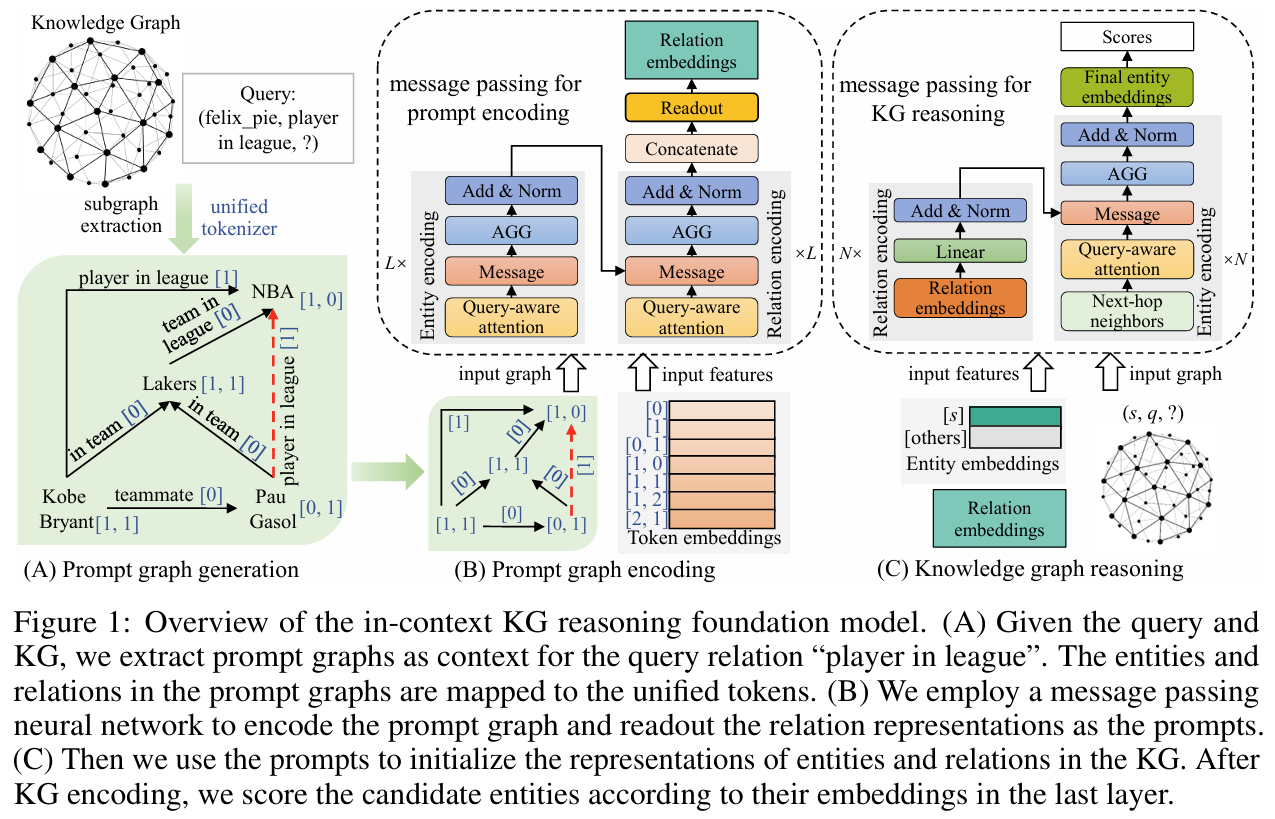 Knowledge Graph
Query:
(felix_pie, player
in league, ?)
subgraph
extraction
unified
tokenizer
player in league [1]
NBA [1, 0]
team in
league [0]
player in league [1]
Lakers [1, 1]
in team [0]
in team [0]
Kobe
Bryant [1, 1]
teammate [0]
Pau
Gasol [0, 1]
(A) Prompt graph generation
message passing for
prompt encoding
Relation
embeddings
Readout
Concatenate
Add & Norm
AGG
Message
Query-aware
attention
Entity encoding
L×
Add & Norm
AGG
Message
Query-aware
attention
Relation encoding
×L
input graph
input features
[1]
[1, 0]
[0]
[1]
[1, 1]
[0]
[0]
[1, 1]
[0]
[0, 1]
[0]
[1]
[0, 1]
[1, 0]
[1, 1]
[1, 2]
[2, 1]
Token embeddings
(B) Prompt graph encoding
message passing for
KG reasoning
Scores
Final entity
embeddings
Add & Norm
AGG
Message
Query-aware
attention
Next-hop
neighbors
Entity encoding
×N
N×
Relation encoding
Add & Norm
Linear
Relation
embeddings
input features
input graph
[s]
[others]
Entity embeddings
Relation
embeddings
(s, q, ?)
(C) Knowledge graph reasoning
Figure 1: Overview of the in-context KG reasoning foundation model. (A) Given the query and
KG, we extract prompt graphs as context for the query relation “player in league”. The entities and
relations in the prompt graphs are mapped to the unified tokens. (B) We employ a message passing
neural network to encode the prompt graph and readout the relation representations as the prompts.
(C) Then we use the prompts to initialize the representations of entities and relations in the KG. After
KG encoding, we score the candidate entities according to their embeddings in the last layer.